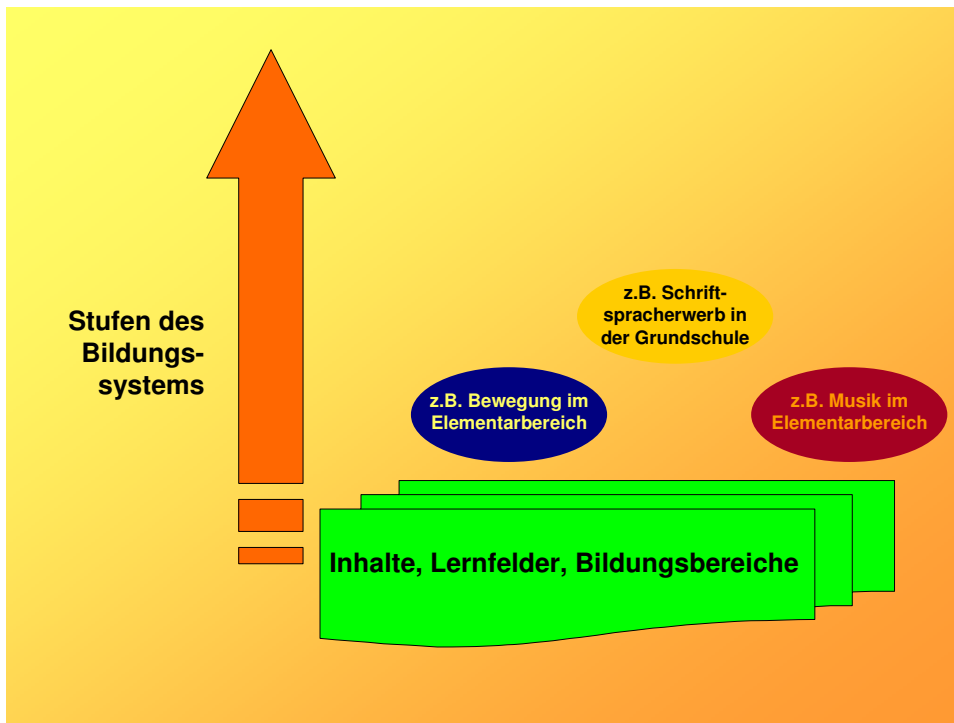 z.B. Schrift-
spracherwerb in
der Grundschule
Stufen des
Bildungs-
systems
z.B. Bewegung im
Elementarbereich
z.B. Musik im
Elementarbereich
Inhalte, Lernfelder, Bildungsbereiche